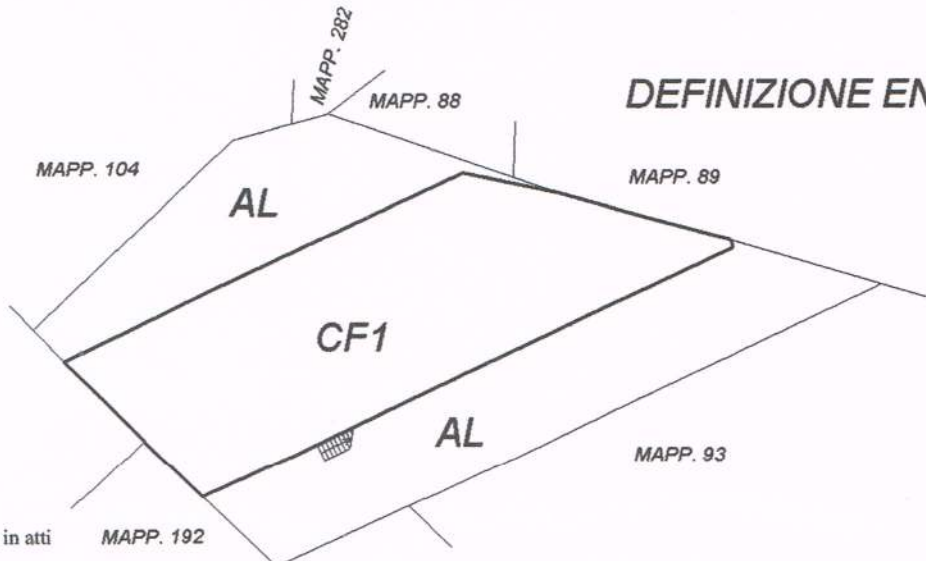 MAPP. 282
MAPP. 88
DEFINIZIONE EN
MAPP. 104
MAPP. 89
AL
CF1
AL
MAPP. 93
in atti
MAPP. 192